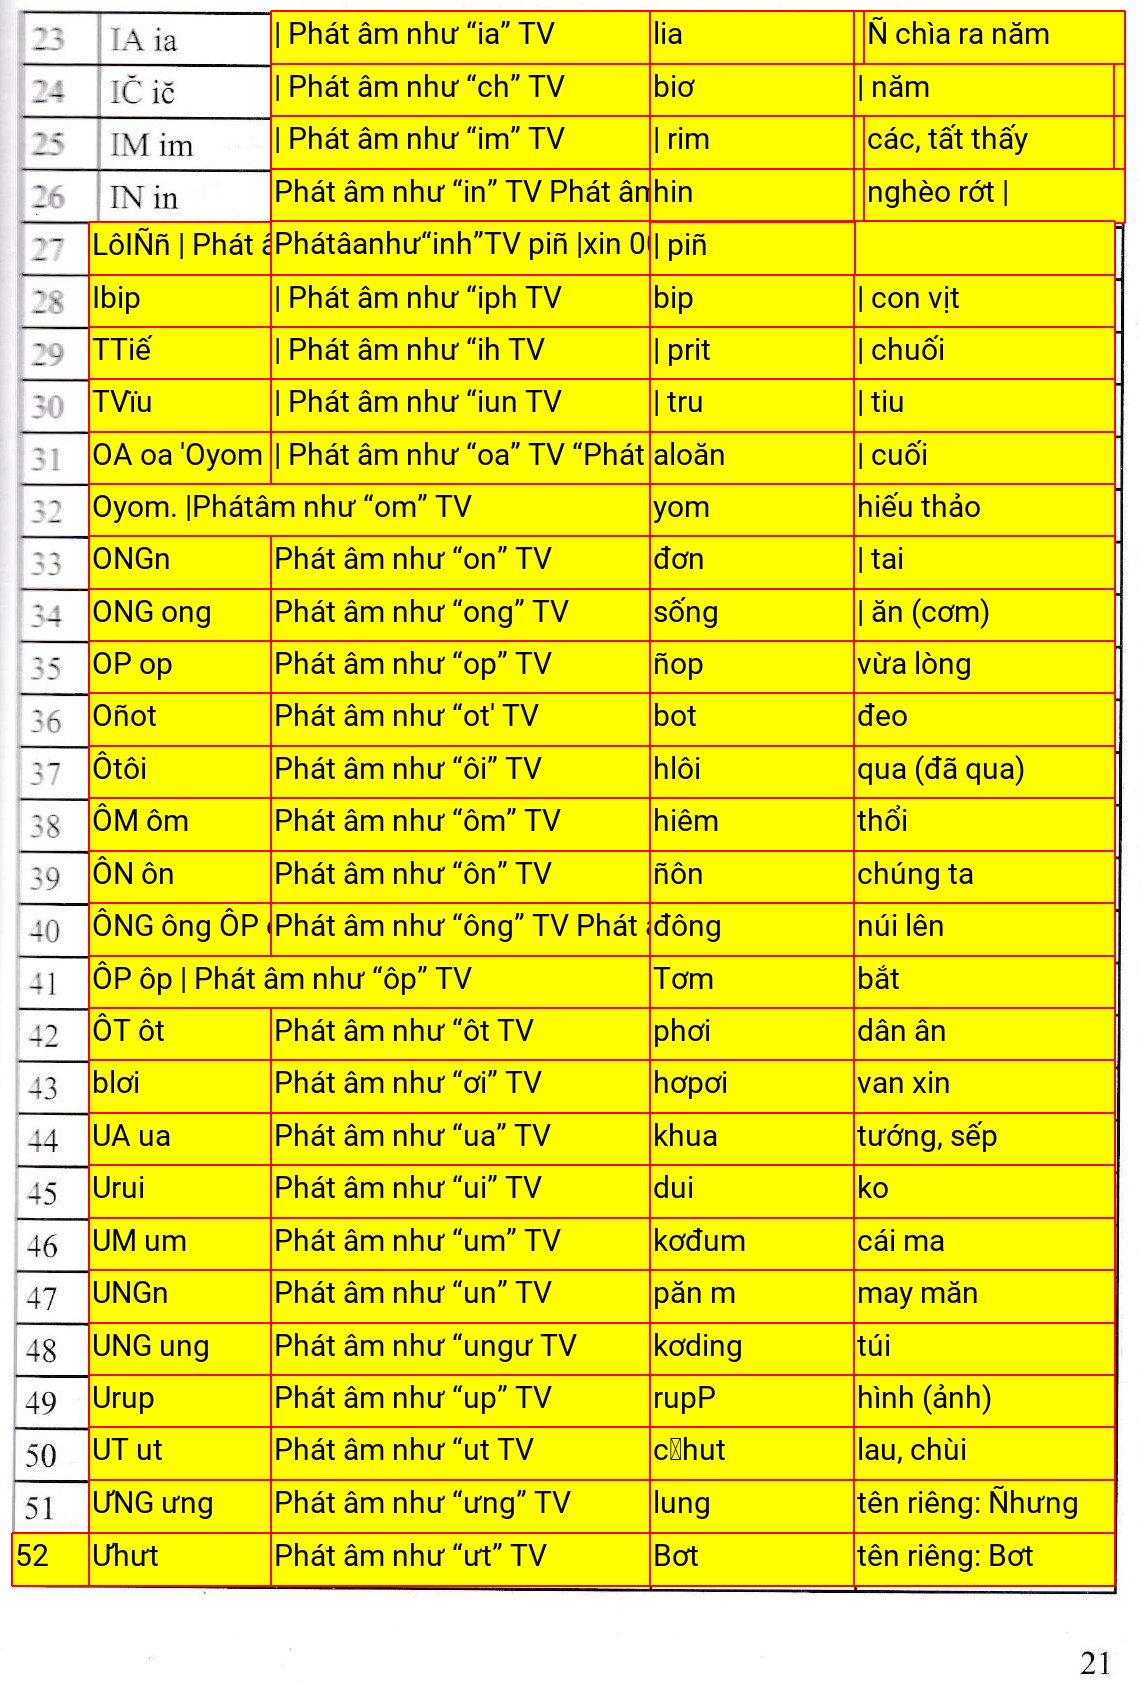 23 IA ia | Phát âm như “ia” TV lia Ñ chìa ra năm
24 IČ ič | Phát âm như “ch” TV biơ | năm
25 IM im | Phát âm như “im” TV | rim các, tất thấy
26 IN in Phát âm như “in” TV Phát âm hin nghèo rớt |
27 LôIÑñ | Phát â Phátâanhư“inh”TV piñ |xin 0 | piñ
28 Ibip | Phát âm như “iph TV bip | con vịt
29 TTiế | Phát âm như “ih TV | prit | chuối
30 TVïu | Phát âm như “iun TV | tru | tiu
31 OA oa 'Oyom | Phát âm như “oa” TV “Phát aloăn | cuối
32 Oyom. |Phátâm như “om” TV yom hiếu thảo
33 ONGn Phát âm như “on” TV đơn | tai
34 ONG ong Phát âm như “ong” TV sống | ăn (cơm)
35 OP op Phát âm như “op” TV ñop vừa lòng
36 Oñot Phát âm như “ot' TV bot đeo
37 Ôtôi Phát âm như “ôi” TV hlôi qua (đã qua)
38 ÔM ôm Phát âm như “ôm” TV hiêm thổi
39 ÔN ôn Phát âm như “ôn” TV ñôn chúng ta
40 ÔNG ông ÔP Phát âm như “ông” TV Phát đông núi lên
41 ÔP ôp | Phát âm như “ôp” TV Tơm bắt
42 ÔT ôt Phát âm như “ôt TV phơi dân ân
43 blơi Phát âm như “ơi” TV hơpơi van xin
44 UA ua Phát âm như “ua” TV khua tướng, sếp
45 Urui Phát âm như “ui” TV dui ko
46 UM um Phát âm như “um” TV kơđum cái ma
47 UNGn Phát âm như “un” TV păn m may măn
48 UNG ung Phát âm như “ungư TV kơding túi
49 Urup Phát âm như “up” TV rupP hình (ảnh)
50 UT ut Phát âm như “ut TV c▯hut lau, chùi
51 ƯNG ưng Phát âm như “ưng” TV lung tên riêng: Ñhưng
52 Ưhưt Phát âm như “ưt” TV Bơt tên riêng: Bơt
21